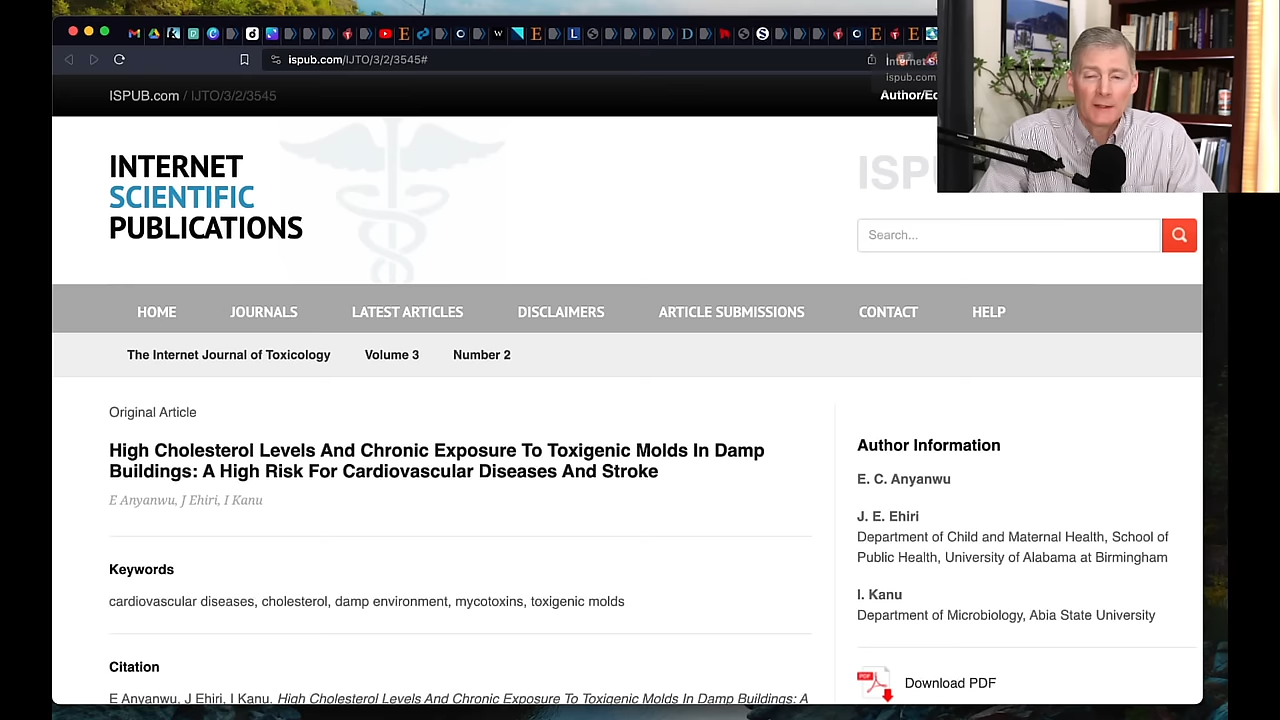 ispub.com/IJTO/3/2/3545#
Internet S
ispub.com
ISPUB.com / IJTO/3/2/3545
Author/Ed
INTERNET
SCIENTIFIC
PUBLICATIONS
ISPU
Search...
HOME JOURNALS LATEST ARTICLES DISCLAIMERS ARTICLE SUBMISSIONS CONTACT HELP
The Internet Journal of Toxicology Volume 3 Number 2
Original Article
High Cholesterol Levels And Chronic Exposure To Toxigenic Molds In Damp
Buildings: A High Risk For Cardiovascular Diseases And Stroke
E Anyanwu, J Ehiri, I Kanu
Keywords
cardiovascular diseases, cholesterol, damp environment, mycotoxins, toxigenic molds
Citation
E Anyanwu, J Ehiri, I Kanu. High Cholesterol Levels And Chronic Exposure To Toxigenic Molds In Damp Buildings: A
Author Information
E. C. Anyanwu
J. E. Ehiri
Department of Child and Maternal Health, School of
Public Health, University of Alabama at Birmingham
I. Kanu
Department of Microbiology, Abia State University
PDF
Download PDF